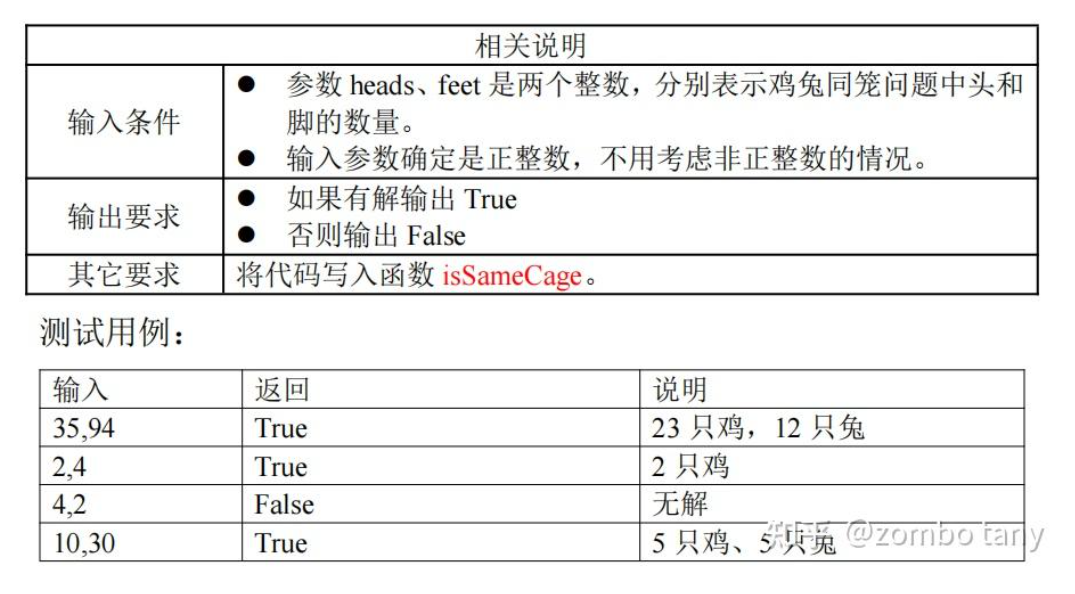 相关说明
输入条件
● 参数 heads、feet 是两个整数，分别表示鸡兔同笼问题中头和
脚的数量。
● 输入参数确定是正整数，不用考虑非正整数的情况。
输出要求
● 如果有解输出 True
● 否则输出 False
其它要求
将代码写入函数 isSameCage。
测试用例：
输入 返回 说明
35,94 True 23 只鸡，12 只兔
2,4 True 2 只鸡
4,2 False 无解
10,30 True 5 只鸡、5 只兔
知乎 @zombo tany